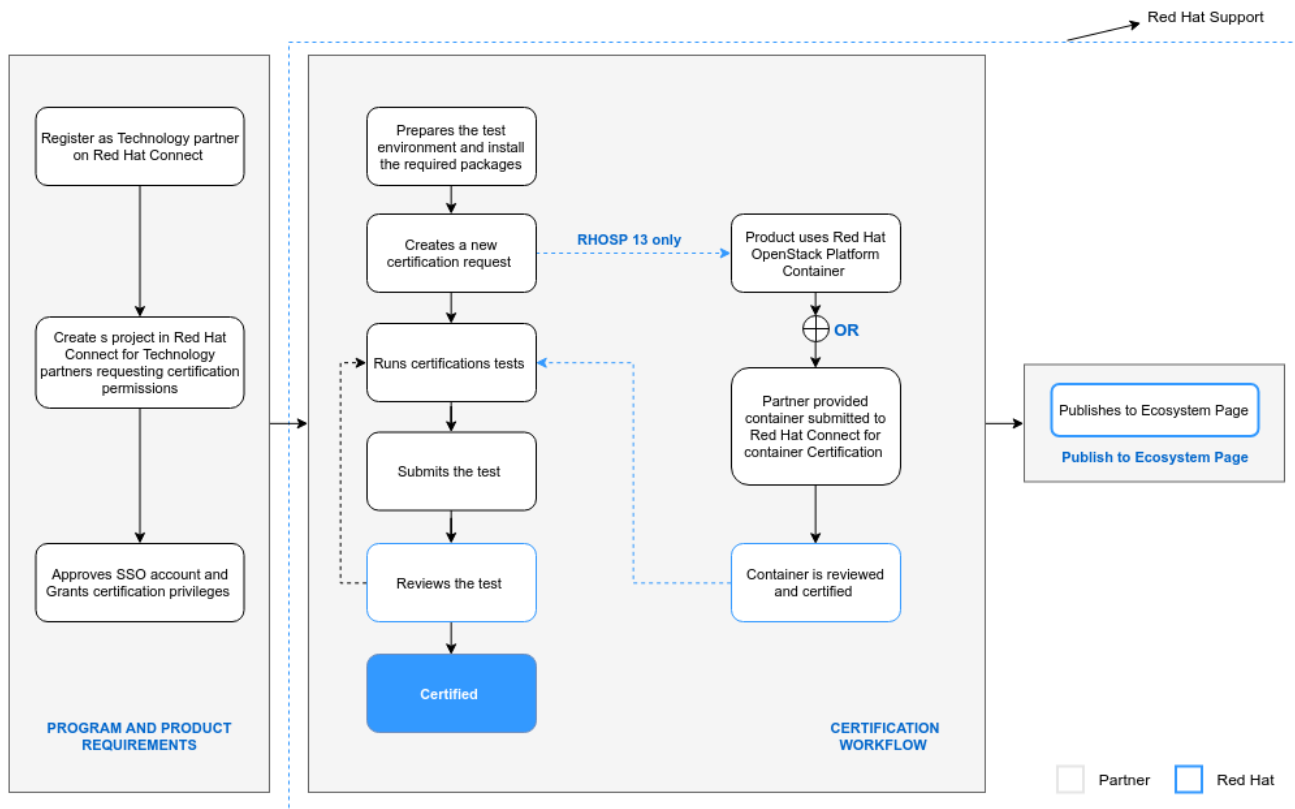 Red Hat Support
Register as Technology partner
on Red Hat Connect
Create s project in Red Hat
Connect for Technology
partners requesting certification
permissions
Approves SSO account and
Grants certification privileges
PROGRAM AND PRODUCT
REQUIREMENTS
Prepares the test
environment and install
the required packages
Creates a new
certification request
RHOSP 13 only
Product uses Red Hat
OpenStack Platform
Container
OR
Runs certifications tests
Partner provided
container submitted to
Red Hat Connect for
container Certification
Submits the test
Reviews the test
Container is reviewed
and certified
Certified
CERTIFICATION
WORKFLOW
Publishes to Ecosystem Page
Publish to Ecosystem Page
Partner
Red Hat